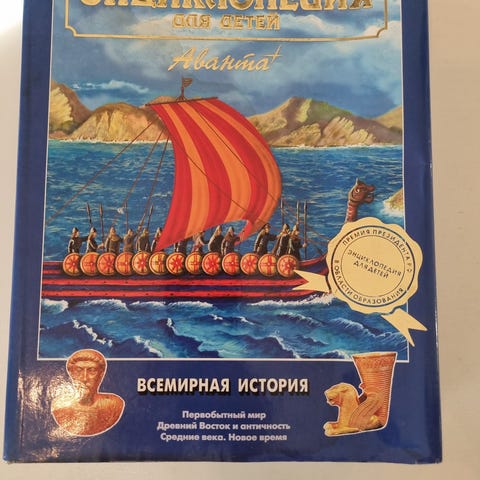 ЭНЦИКЛОПЕДИЯ
ДЛЯ ДЕТЕЙ
Аванта+
ПРЕМИЯ ПРЕЗИДЕНТА РФ
ЭНЦИКЛОПЕДИЯ
ДЛЯ ДЕТЕЙ
В ОБЛАСТИ ОБРАЗОВАНИЯ
ВСЕМИРНАЯ ИСТОРИЯ
Первобытный мир
Древний Восток и античность
Средние века. Новое время